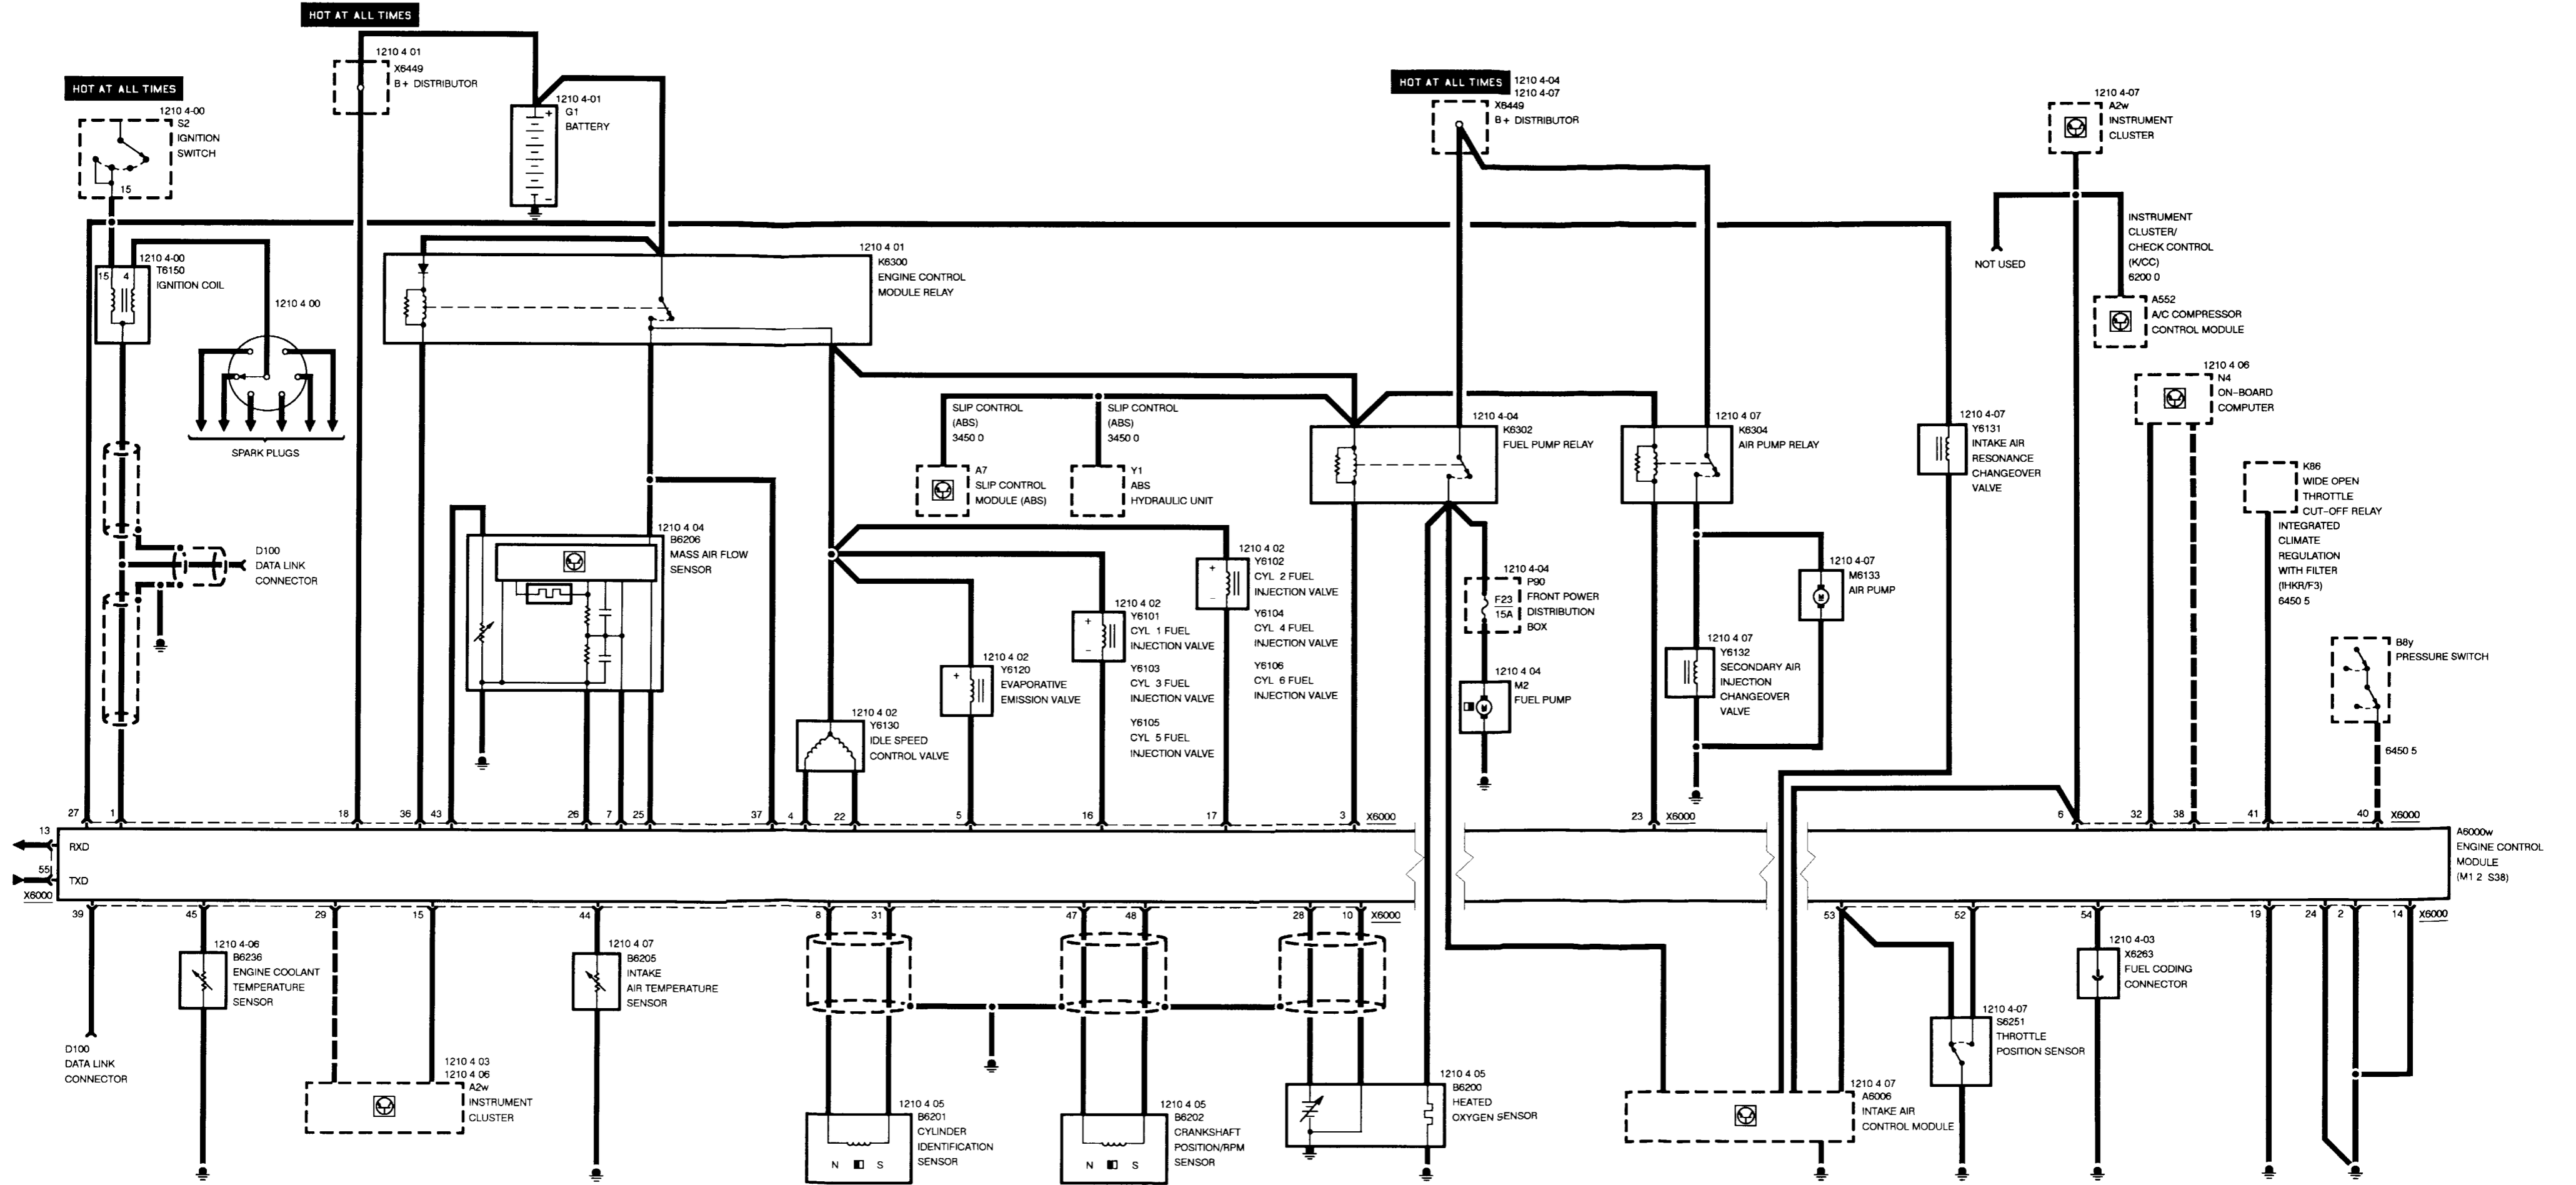 HOT AT ALL TIMES
1210 4 01
X6449
B+ DISTRIBUTOR
HOT AT ALL TIMES
1210 4-00
S2
IGNITION
SWITCH
15
1210 4-01
G1
BATTERY
+
−
HOT AT ALL TIMES
1210 4-04
1210 4-07
X6449
B+ DISTRIBUTOR
1210 4-07
A2w
INSTRUMENT
CLUSTER
INSTRUMENT
CLUSTER/
CHECK CONTROL
(K/CC)
6200 0
NOT USED
A552
A/C COMPRESSOR
CONTROL MODULE
15 4
1210 4-00
T6150
IGNITION COIL
1210 4 00
SPARK PLUGS
1210 4 01
K6300
ENGINE CONTROL
MODULE RELAY
SLIP CONTROL
(ABS)
3450 0
SLIP CONTROL
(ABS)
3450 0
A7
SLIP CONTROL
MODULE (ABS)
Y1
ABS
HYDRAULIC UNIT
1210 4-04
K6302
FUEL PUMP RELAY
1210 4 07
K6304
AIR PUMP RELAY
1210 4-07
Y6131
INTAKE AIR
RESONANCE
CHANGEOVER
VALVE
1210 4 06
N4
ON-BOARD
COMPUTER
K86
WIDE OPEN
THROTTLE
CUT-OFF RELAY
INTEGRATED
CLIMATE
REGULATION
WITH FILTER
(IHKR/F3)
6450 5
B8y
PRESSURE SWITCH
6450 5
D100
DATA LINK
CONNECTOR
1210 4 04
B6206
MASS AIR FLOW
SENSOR
1210 4 02
Y6130
IDLE SPEED
CONTROL VALVE
+
1210 4 02
Y6120
EVAPORATIVE
EMISSION VALVE
+
−
1210 4 02
Y6101
CYL 1 FUEL
INJECTION VALVE
Y6103
CYL 3 FUEL
INJECTION VALVE
Y6105
CYL 5 FUEL
INJECTION VALVE
+
−
1210 4 02
Y6102
CYL 2 FUEL
INJECTION VALVE
Y6104
CYL 4 FUEL
INJECTION VALVE
Y6106
CYL 6 FUEL
INJECTION VALVE
1210 4-04
P90
FRONT POWER
DISTRIBUTION
BOX
F23
15A
1210 4 04
M2
FUEL PUMP
M
1210 4-07
M6133
AIR PUMP
M
1210 4 07
Y6132
SECONDARY AIR
INJECTION
CHANGEOVER
VALVE
27 1 18 36 43 26 7 25 37 4 22 5 16 17 3 X6000 23 X6000 6 32 38 41 40 X6000
13
RXD
55
TXD
X6000
A6000w
ENGINE CONTROL
MODULE
(M1 2 S38)
39 45 29 15 44 8 31 47 48 28 10 X6000 53 52 54 19 24 2 14 X6000
D100
DATA LINK
CONNECTOR
1210 4-06
B6236
ENGINE COOLANT
TEMPERATURE
SENSOR
1210 4 03
1210 4 06
A2w
INSTRUMENT
CLUSTER
1210 4 07
B6205
INTAKE
AIR TEMPERATURE
SENSOR
1210 4 05
B6201
CYLINDER
IDENTIFICATION
SENSOR
N S
1210 4 05
B6202
CRANKSHAFT
POSITION/RPM
SENSOR
N S
1210 4 05
B6200
HEATED
OXYGEN SENSOR
1210 4 07
A6006
INTAKE AIR
CONTROL MODULE
1210 4-07
S6251
THROTTLE
POSITION SENSOR
1210 4-03
X6263
FUEL CODING
CONNECTOR